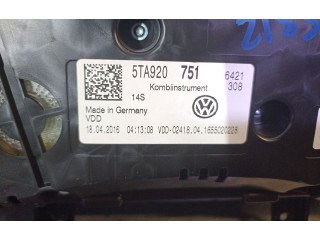 5TA920 751
6421
Kombiinstrument
308
14S
Made in Germany
VDD
18.04.2016 04:13:08 VDD-02418.04.1655020228